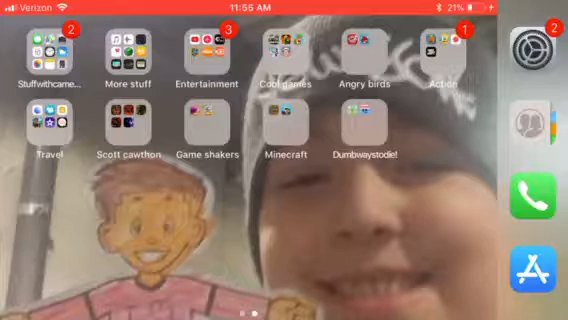 Verizon 11:55 AM 21%
2 3 1 2
Stuffwithcame... More stuff Entertainment Cool games Angry birds Action
Travel Scott cawthon Game shakers Minecraft Dumbwaystodie!